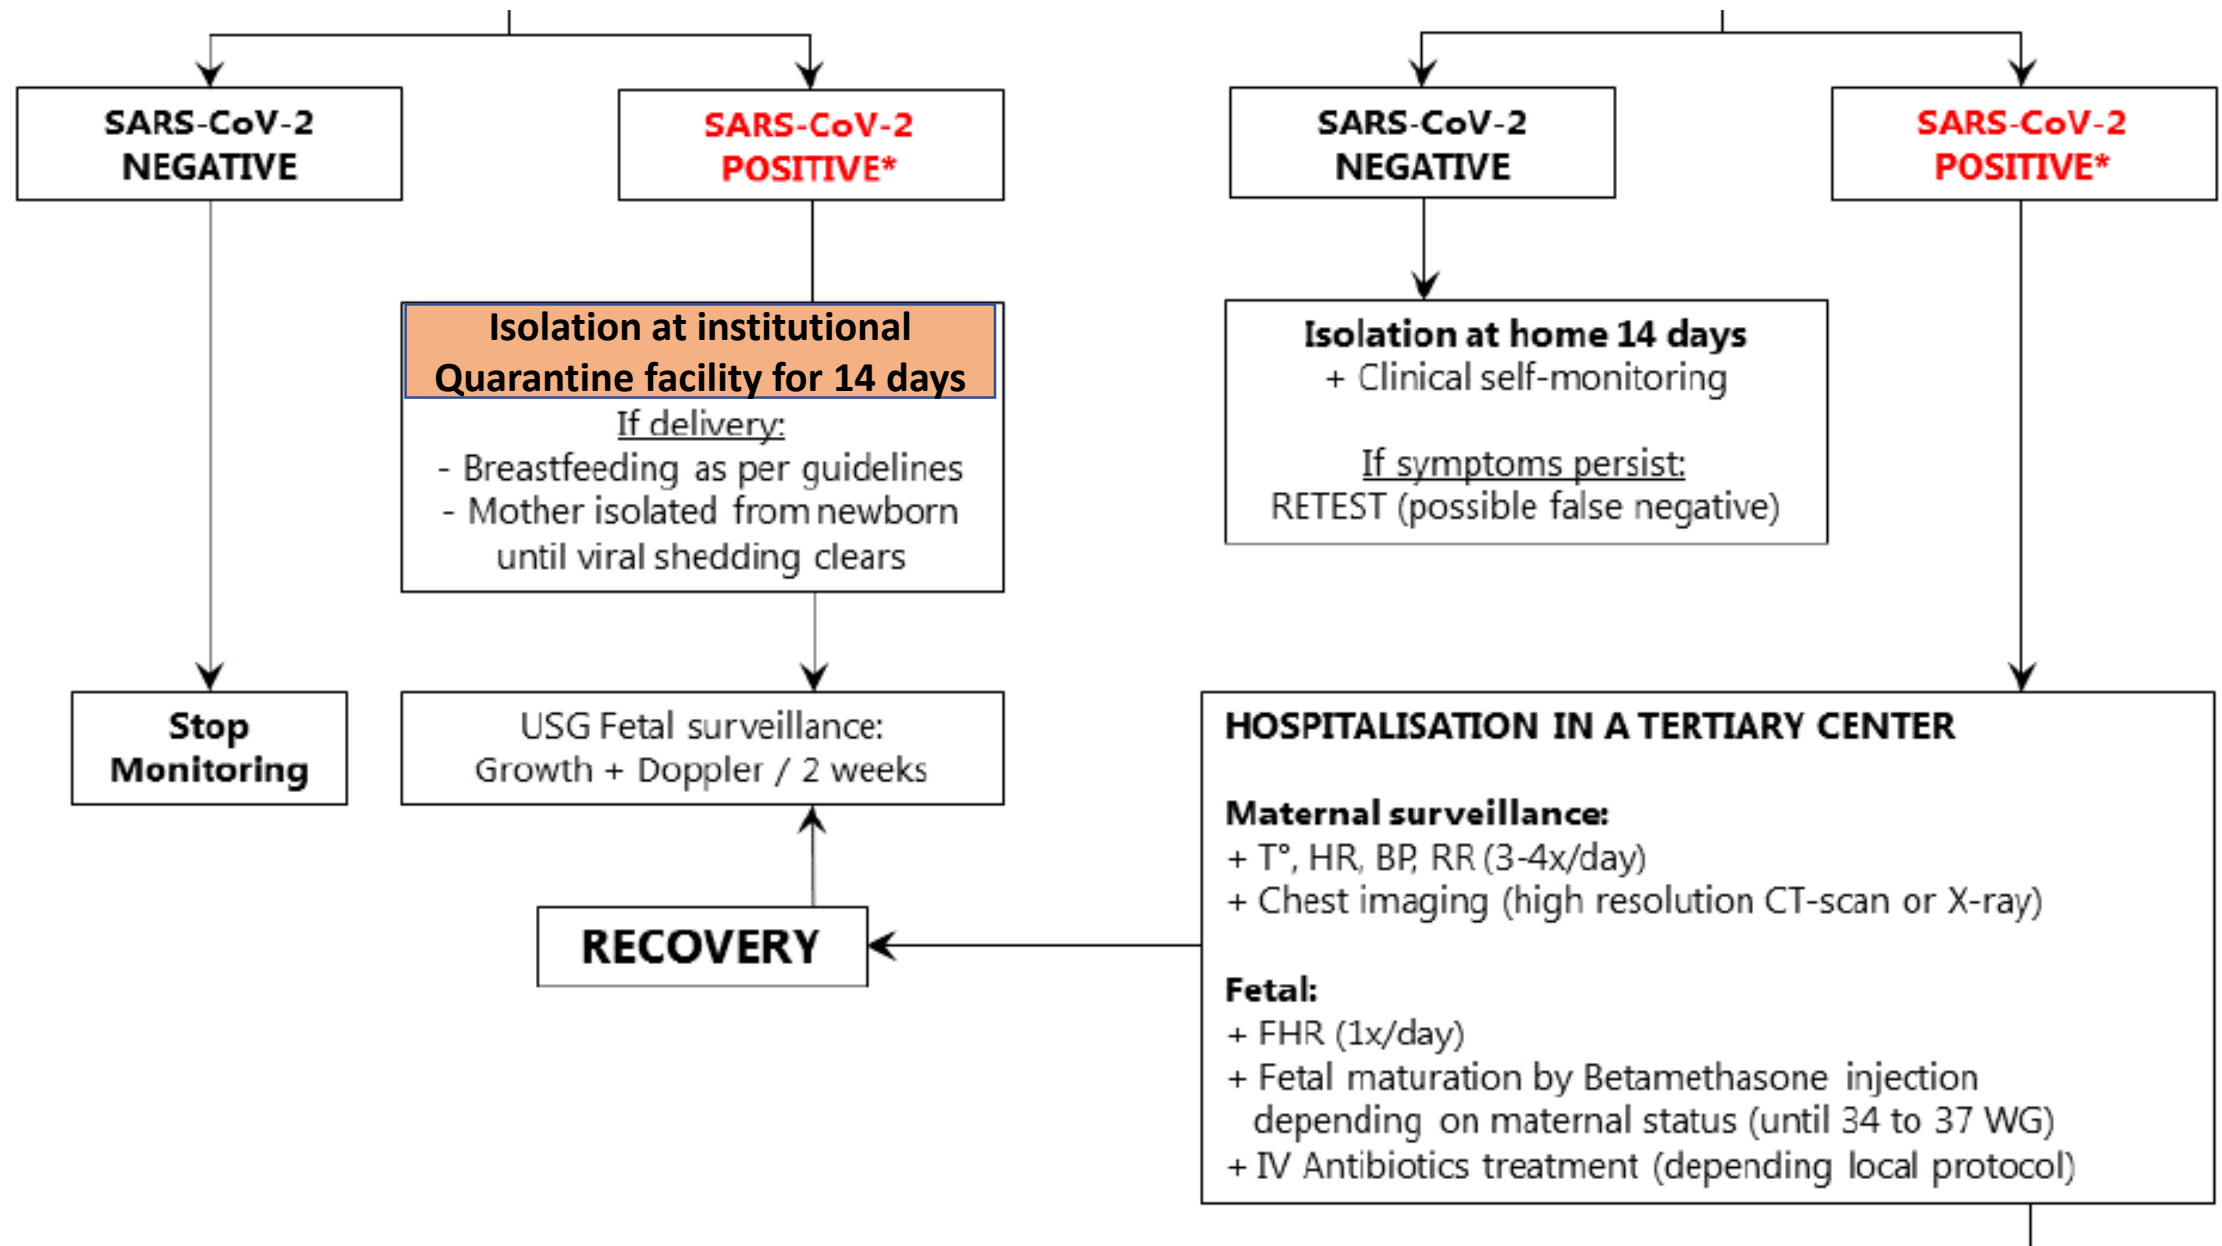 SARS-CoV-2
NEGATIVE
SARS-CoV-2
POSITIVE*
SARS-CoV-2
NEGATIVE
SARS-CoV-2
POSITIVE*
Isolation at institutional
Quarantine facility for 14 days
If delivery:
- Breastfeeding as per guidelines
- Mother isolated from newborn
until viral shedding clears
Isolation at home 14 days
+ Clinical self-monitoring
If symptoms persist:
RETEST (possible false negative)
Stop
Monitoring
USG Fetal surveillance:
Growth + Doppler / 2 weeks
RECOVERY
HOSPITALISATION IN A TERTIARY CENTER
Maternal surveillance:
+ T°, HR, BP, RR (3-4x/day)
+ Chest imaging (high resolution CT-scan or X-ray)
Fetal:
+ FHR (1x/day)
+ Fetal maturation by Betamethasone injection
depending on maternal status (until 34 to 37 WG)
+ IV Antibiotics treatment (depending local protocol)